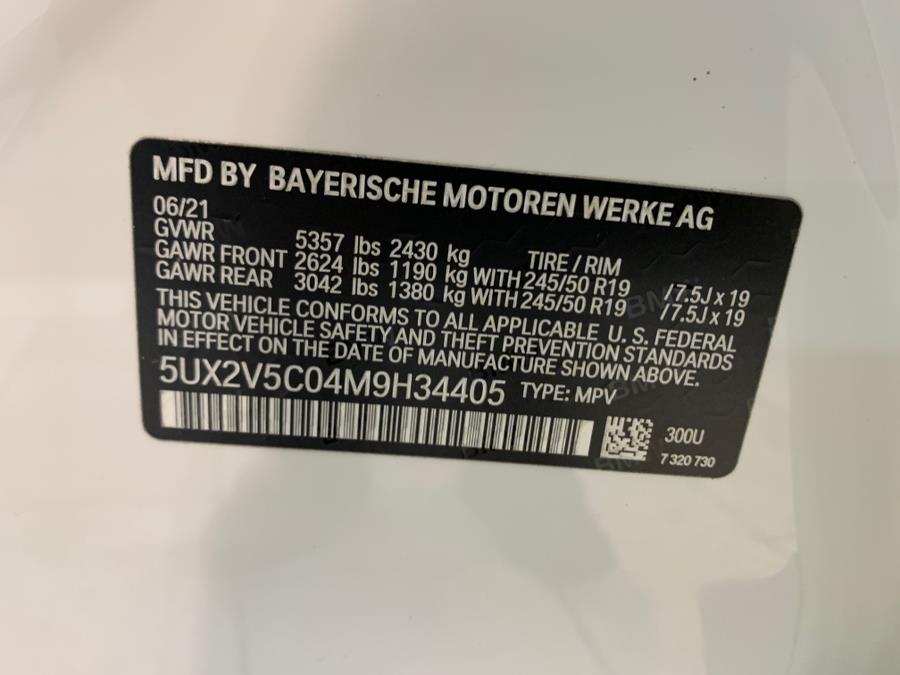 MFD BY BAYERISCHE MOTOREN WERKE AG
06/21
GVWR 5357 lbs 2430 kg TIRE / RIM
GAWR FRONT 2624 lbs 1190 kg WITH 245/50 R19 /7.5J x 19
GAWR REAR 3042 lbs 1380 kg WITH 245/50 R19 /7.5J x 19
THIS VEHICLE CONFORMS TO ALL APPLICABLE U. S. FEDERAL
MOTOR VEHICLE SAFETY AND THEFT PREVENTION STANDARDS
IN EFFECT ON THE DATE OF MANUFACTURE SHOWN ABOVE.
5UX2V5C04M9H34405 TYPE: MPV
300U
7 320 730